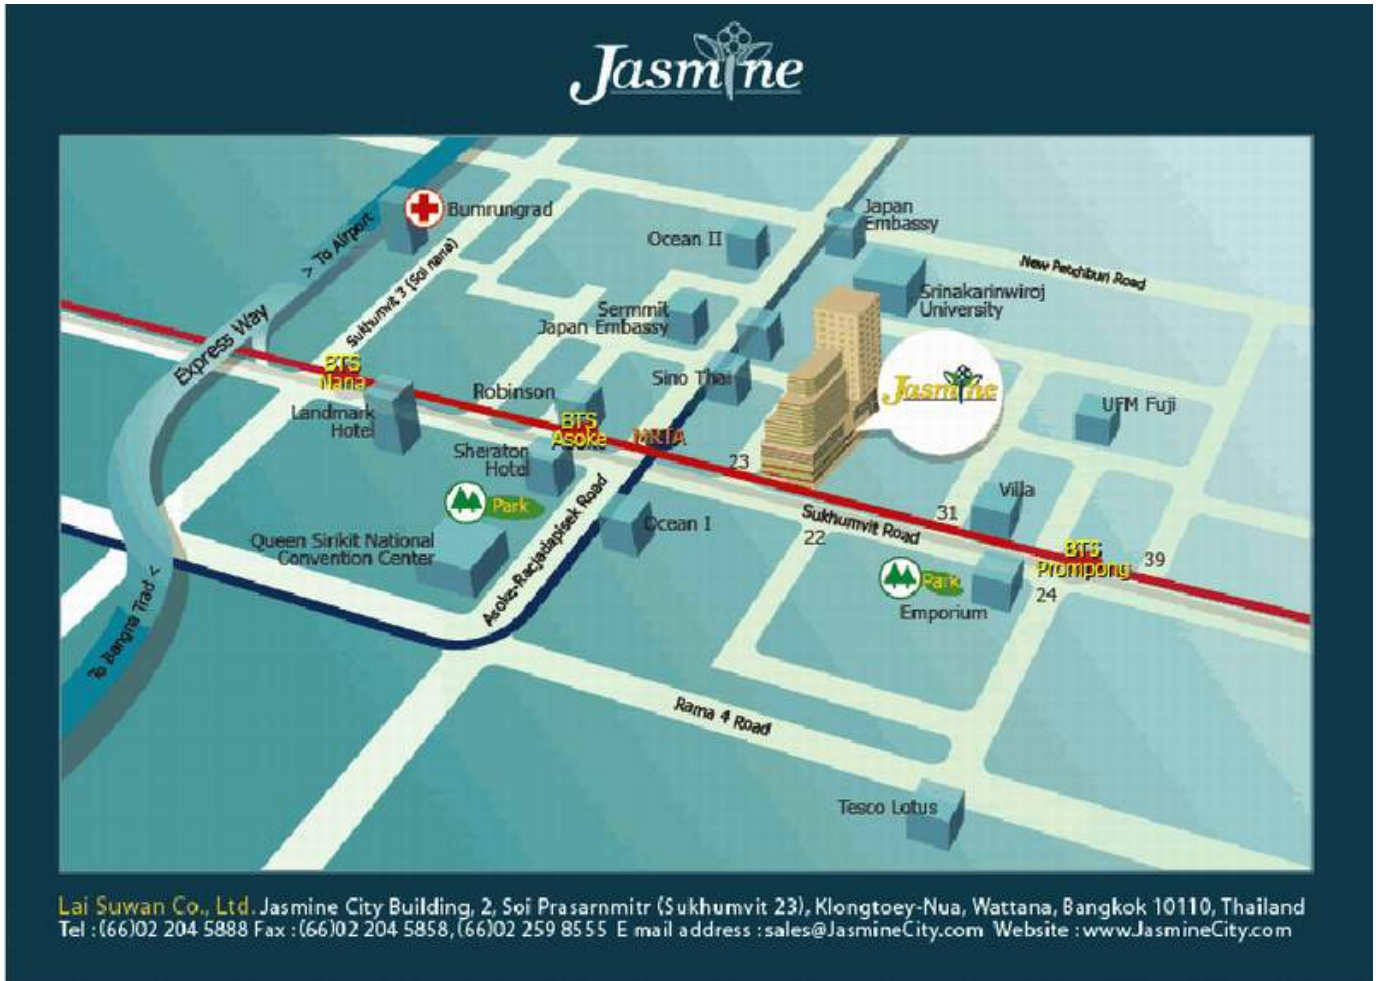 Jasmine
Bumrungrad
Japan
Embassy
> To Airport
Ocean II
Sukhumvit 3 (Soi nana)
New Petchburi Road
Srinakarinwiroj
University
Sermmit
Japan Embassy
Express Way
BTS
Nana
Sino Thai
Jasmine
Robinson
Landmark
Hotel
UFM Fuji
BTS
Asoke
MRTA
Sheraton
Hotel
23
Park
Villa
Asoke-Racjadapisek Road
Ocean I
Sukhumvit Road
31
22
Queen Sirikit National
Convention Center
BTS
Prompong
39
Park
24
Emporium
To Bangna Trad <
Rama 4 Road
Tesco Lotus
Lai Suwan Co., Ltd. Jasmine City Building, 2, Soi Prasarnmitr (Sukhumvit 23), Klongtoey-Nua, Wattana, Bangkok 10110, Thailand
Tel :(66)02 204 5888 Fax :(66)02 204 5858,(66)02 259 8555 E mail address :sales@JasmineCity.com Website :www.JasmineCity.com